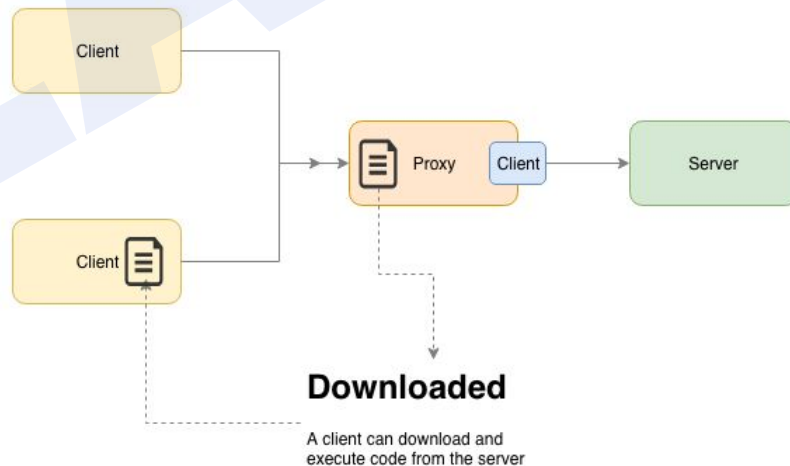 Client
Proxy
Client
Server
Client
Downloaded
A client can download and
execute code from the server